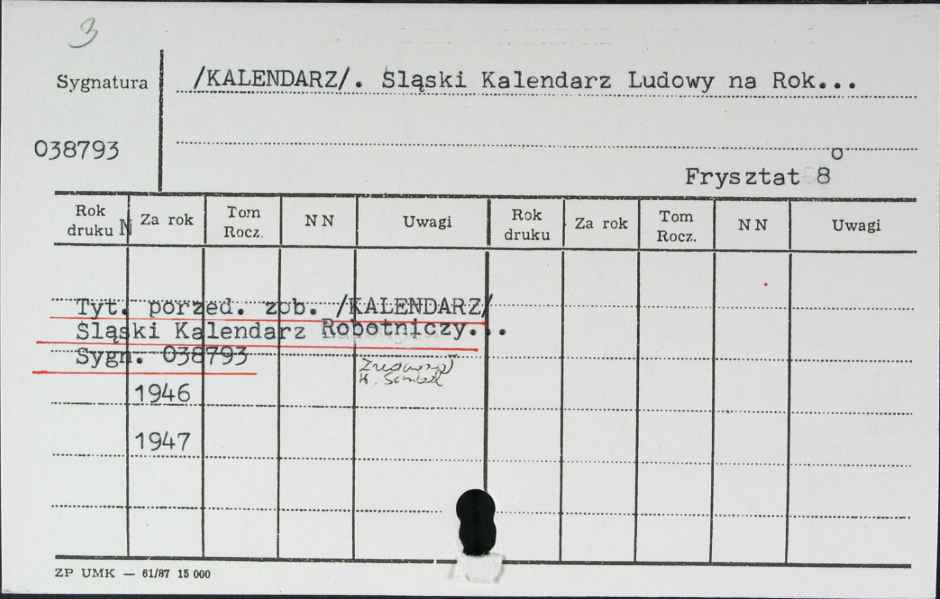 3
Sygnatura
/KALENDARZ/. Śląski Kalendarz Ludowy na Rok...
038793
Frysztat 8°
Rok druku N Za rok Tom Rocz. NN Uwagi Rok druku Za rok Tom Rocz. NN Uwagi
Tyt. porzed. zob. /KALENDARZ/
Śląski Kalendarz Robotniczy...
Sygn. 038793
1946
1947
ZP UMK — 61/87 15 000